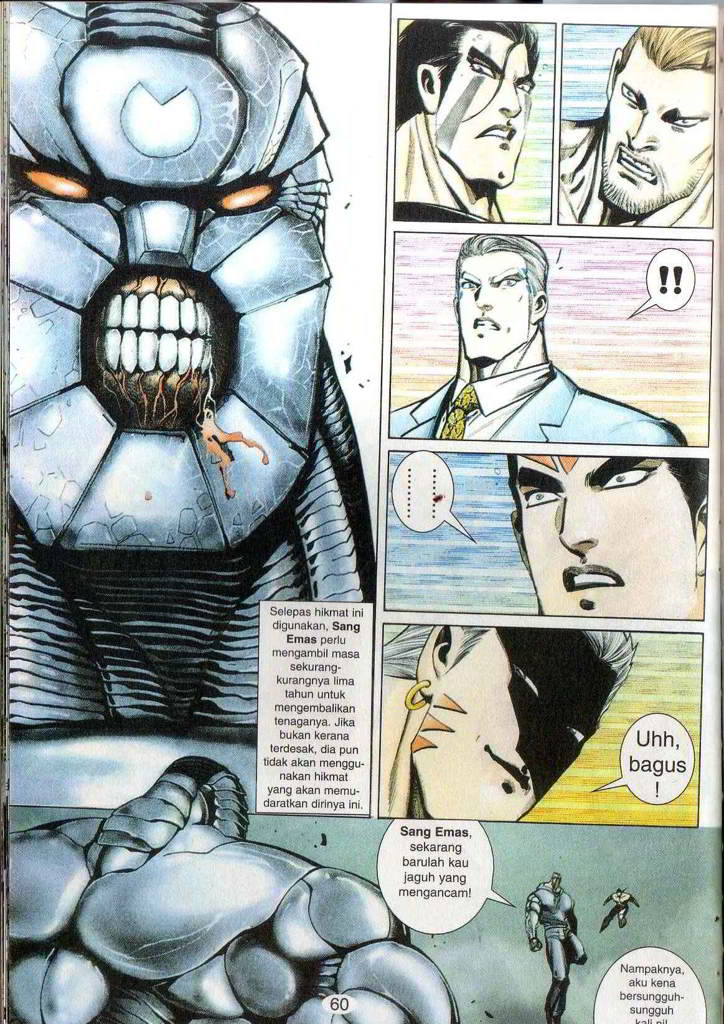 !!
Selepas hikmat ini
digunakan, Sang
Emas perlu
mengambil masa
sekurang-
kurangnya lima
tahun untuk
mengembalikan
tenaganya. Jika
bukan kerana
terdesak, dia pun
tidak akan menggu-
nakan hikmat
yang akan memu-
daratkan dirinya ini.
Uhh,
bagus
!
Sang Emas,
sekarang
barulah kau
jaguh yang
mengancam!
Nampaknya,
aku kena
bersungguh-
sungguh
kali ni!
60